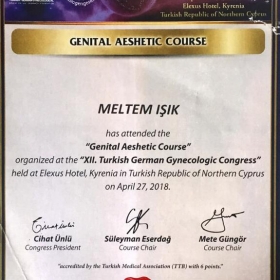 Elexus Hotel, Kyrenia
Turkish Republic of Northern Cyprus
GENITAL AESHETIC COURSE
MELTEM IŞIK
has attended the
"Genital Aeshetic Course"
organized at the "XII. Turkish German Gynecologic Congress"
held at Elexus Hotel, Kyrenia in Turkish Republic of Northern Cyprus
on April 27, 2018.
Cihat Ünlü
Congress President
Süleyman Eserdağ
Course Chair
Mete Güngör
Course Chair
"accredited by the Turkish Medical Association (TTB) with 6 points."